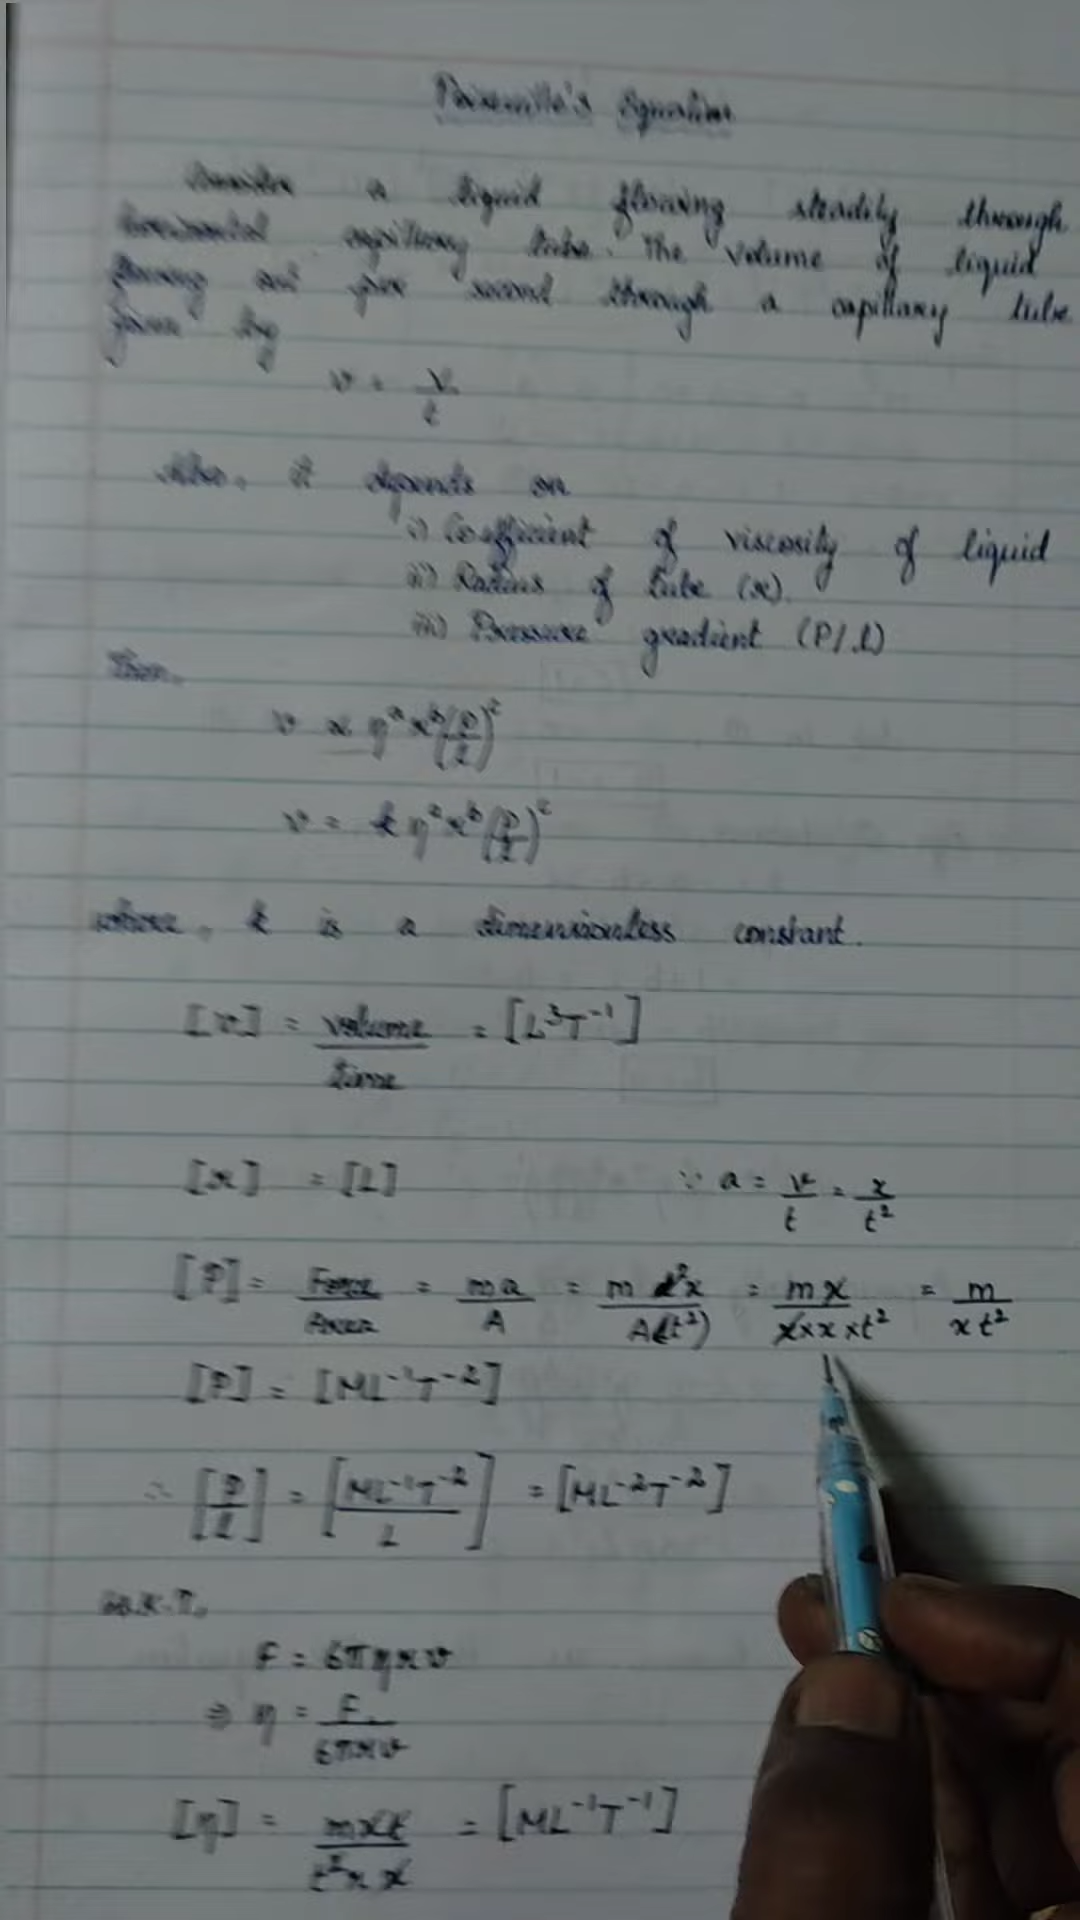 Poiseuille's Equation
Consider a liquid flowing steadily through
horizontal capillary tube. The volume of liquid
flowing out per second through a capillary tube
given by
v = V/t
Also, it depends on
i) Coefficient of viscosity of liquid
ii) Radius of tube (r).
iii) Pressure gradient (P/l)
Then,
v ∝ η^a r^b (P/l)^c
v = k η^a r^b (P/l)^c
where, k is a dimensionless constant.
[v] = volume/time = [L³T⁻¹]
[r] = [L] ∵ a = v/t = x/t²
[P] = Force/Area = ma/A = m d²x/A(t²) = mx/x×x×t² = m/xt²
[P] = [ML⁻¹T⁻²]
∴ [P/l] = [ML⁻¹T⁻²/L] = [ML⁻²T⁻²]
W.K.T,
F = 6πηrv
⇒ η = F/6πrv
[η] = mxt/t²x x = [ML⁻¹T⁻¹]